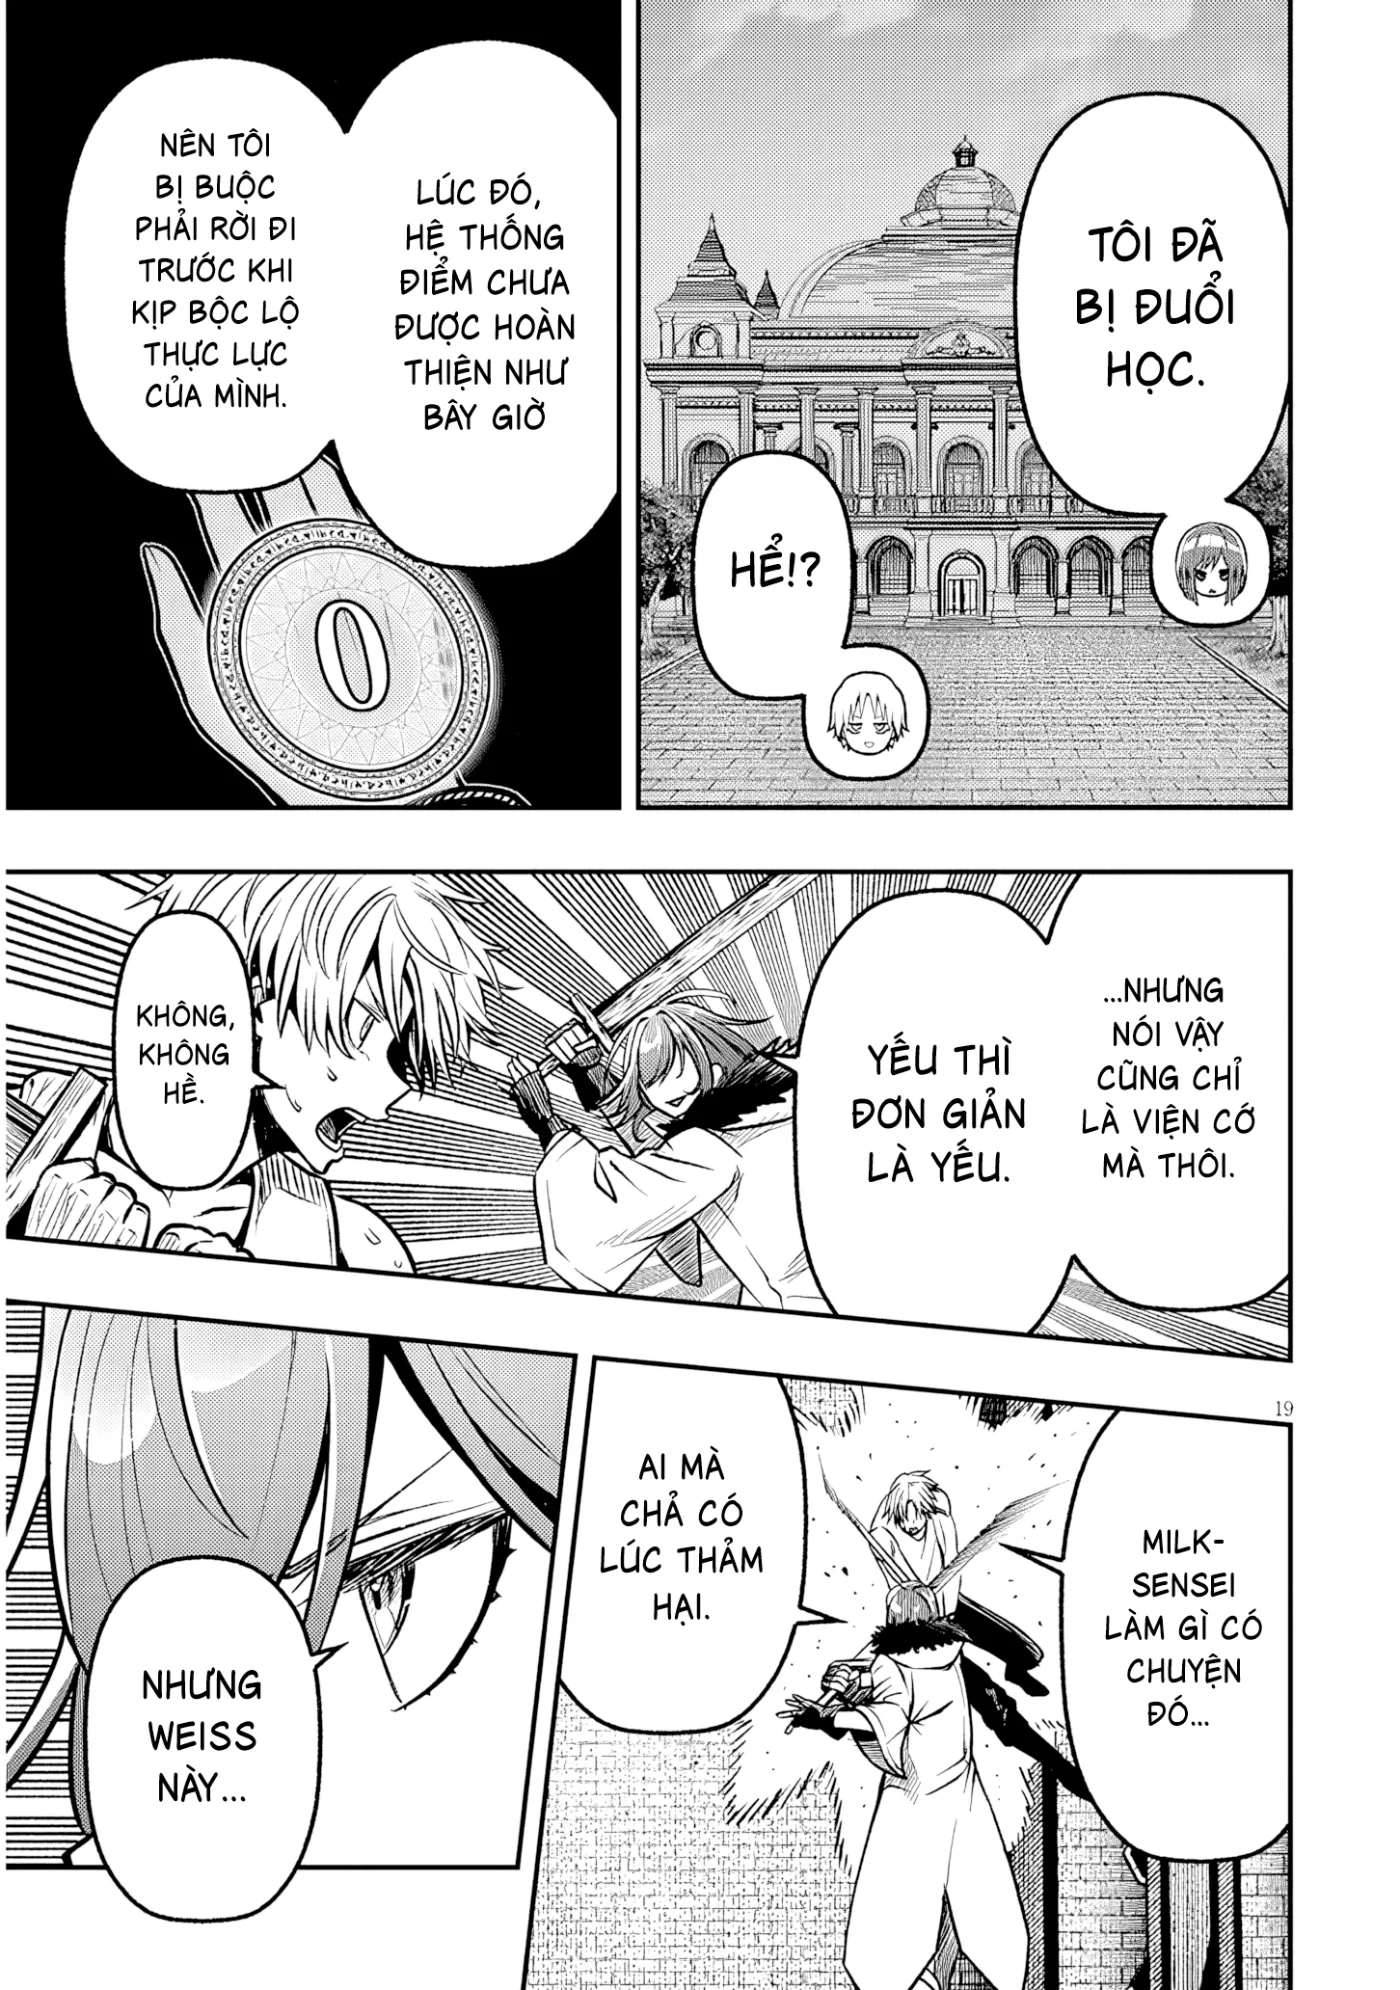 TÔI ĐÃ
BỊ ĐUỔI
HỌC.
HỂ!?
LÚC ĐÓ,
HỆ THỐNG
ĐIỂM CHƯA
ĐƯỢC HOÀN
THIỆN NHƯ
BÂY GIỜ
NÊN TÔI
BỊ BUỘC
PHẢI RỜI ĐI
TRƯỚC KHI
KỊP BỘC LỘ
THỰC LỰC
CỦA MÌNH.
0
...NHƯNG
NÓI VẬY
CŨNG CHỈ
LÀ VIỆN CỚ
MÀ THÔI.
YẾU THÌ
ĐƠN GIẢN
LÀ YẾU.
KHÔNG,
KHÔNG
HỀ.
19
MILK-
SENSEI
LÀM GÌ CÓ
CHUYỆN
ĐÓ...
AI MÀ
CHẢ CÓ
LÚC THẢM
HẠI.
NHƯNG
WEISS
NÀY...